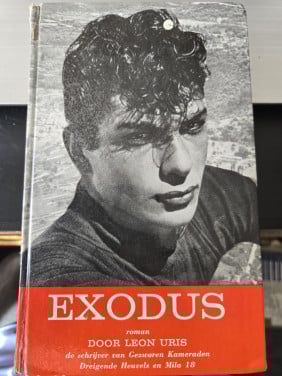 EXODUS
roman
DOOR LEON URIS
de schrijver van Gezworen Kameraden
Dreigende Heuvels en Mila 18